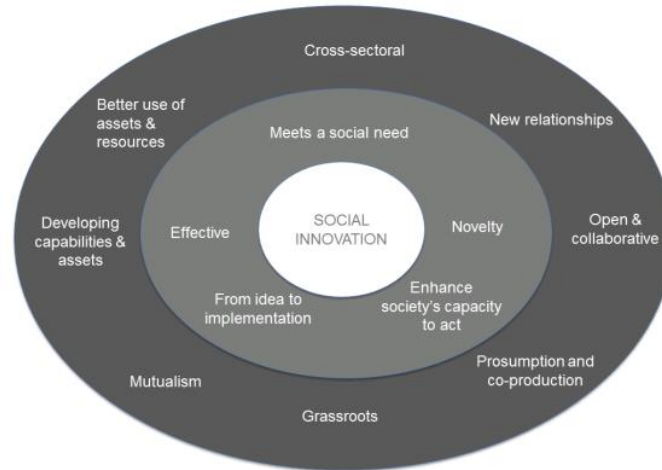 Cross-sectoral
Better use of
assets &
resources
New relationships
Meets a social need
Developing
capabilities &
assets
Effective
SOCIAL
INNOVATION
Novelty
Open &
collaborative
From idea to
implementation
Enhance
society's capacity
to act
Prosumption and
co-production
Mutualism
Grassroots